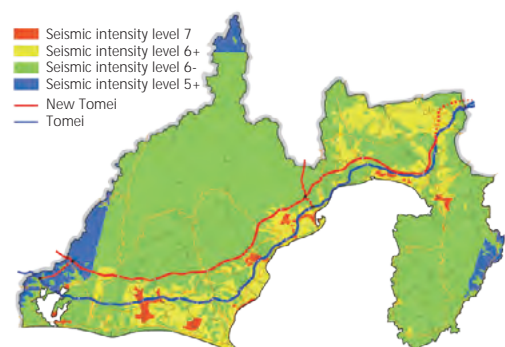 Seismic intensity level 7
Seismic intensity level 6+
Seismic intensity level 6-
Seismic intensity level 5+
New Tomei
Tomei